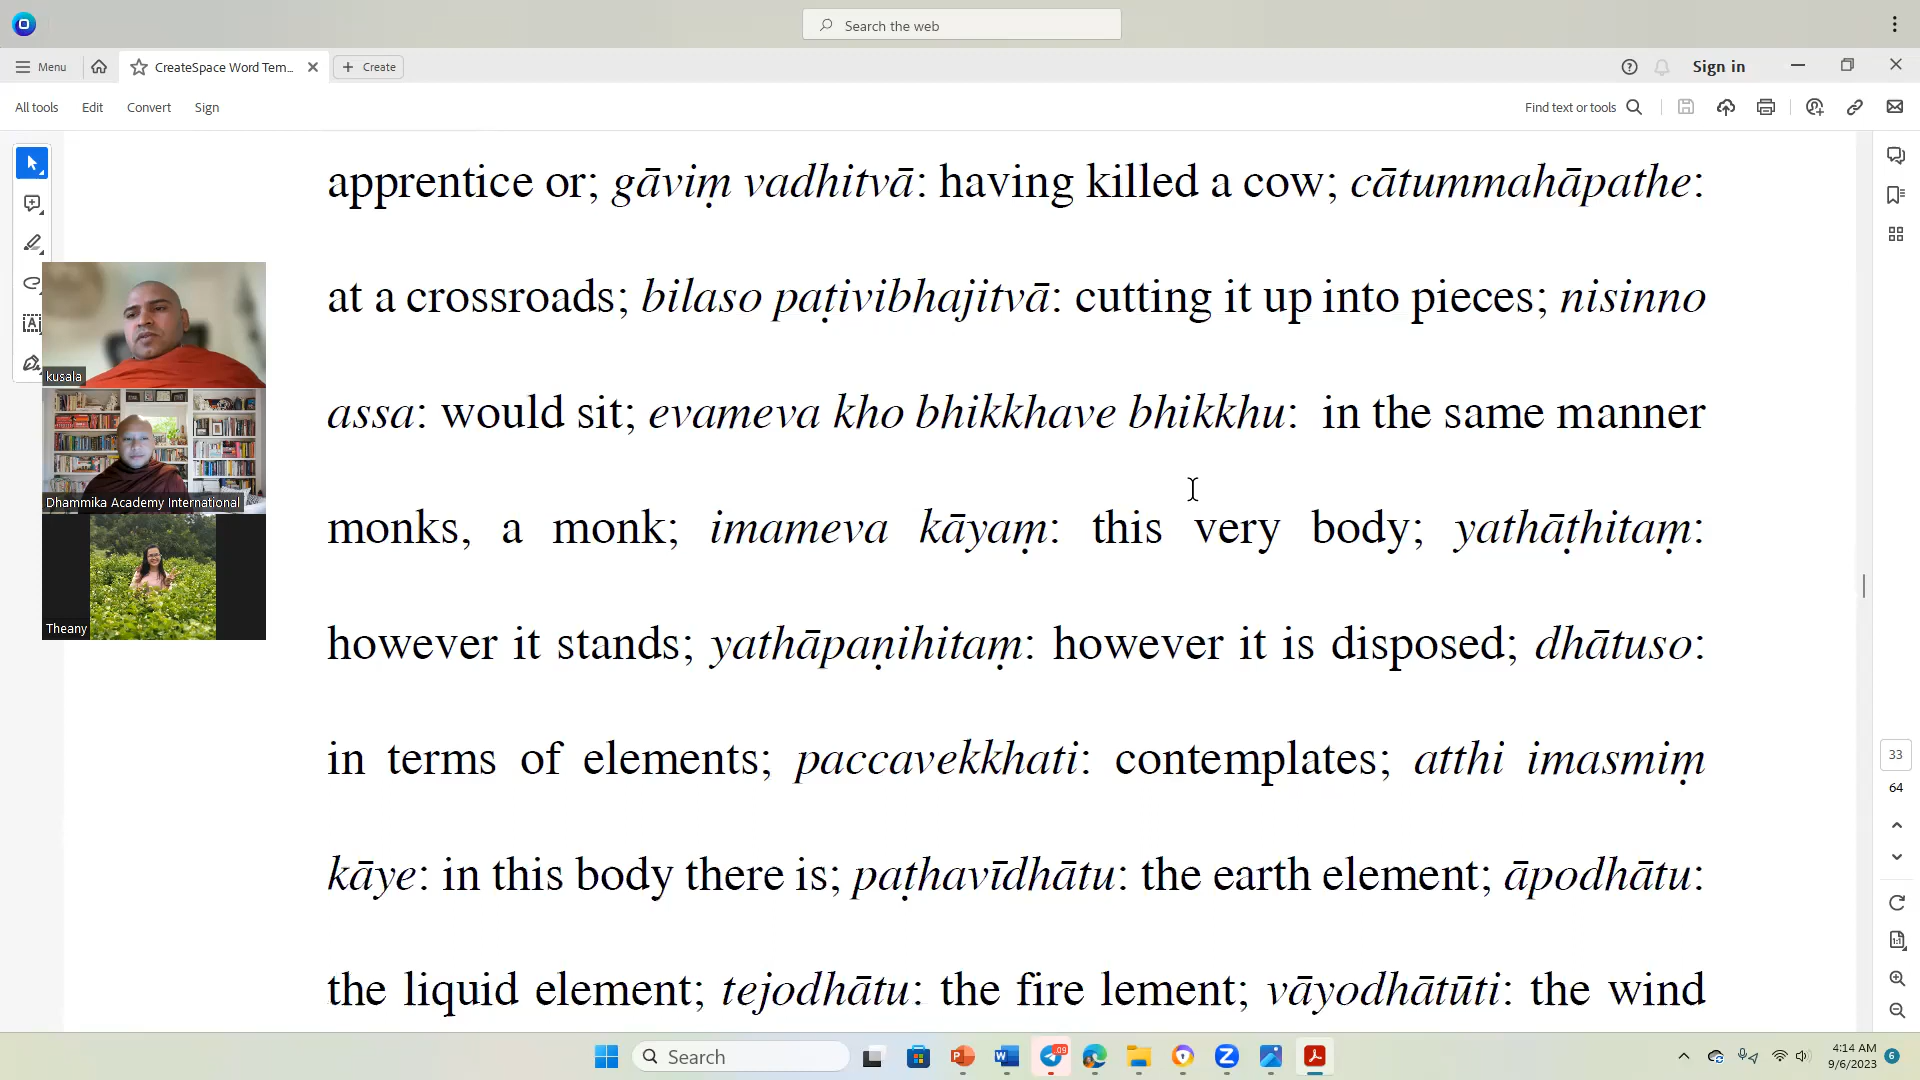 Search the web
Menu
CreateSpace Word Tem...
Create
Sign in
All tools
Edit
Convert
Sign
Find text or tools
apprentice or; gāviṃ vadhitvā: having killed a cow; cātummahāpathe:
at a crossroads; bilaso paṭivibhajitvā: cutting it up into pieces; nisinno
assa: would sit; evameva kho bhikkhave bhikkhu: in the same manner
monks, a monk; imameva kāyaṃ: this very body; yathāṭhitaṃ:
however it stands; yathāpaṇihitaṃ: however it is disposed; dhātuso:
in terms of elements; paccavekkhati: contemplates; atthi imasmiṃ
kāye: in this body there is; paṭhavīdhātu: the earth element; āpodhātu:
the liquid element; tejodhātu: the fire lement; vāyodhātūti: the wind
kusala
Dhammika Academy International
Theany
33
64
Search
4:14 AM
9/6/2023
6